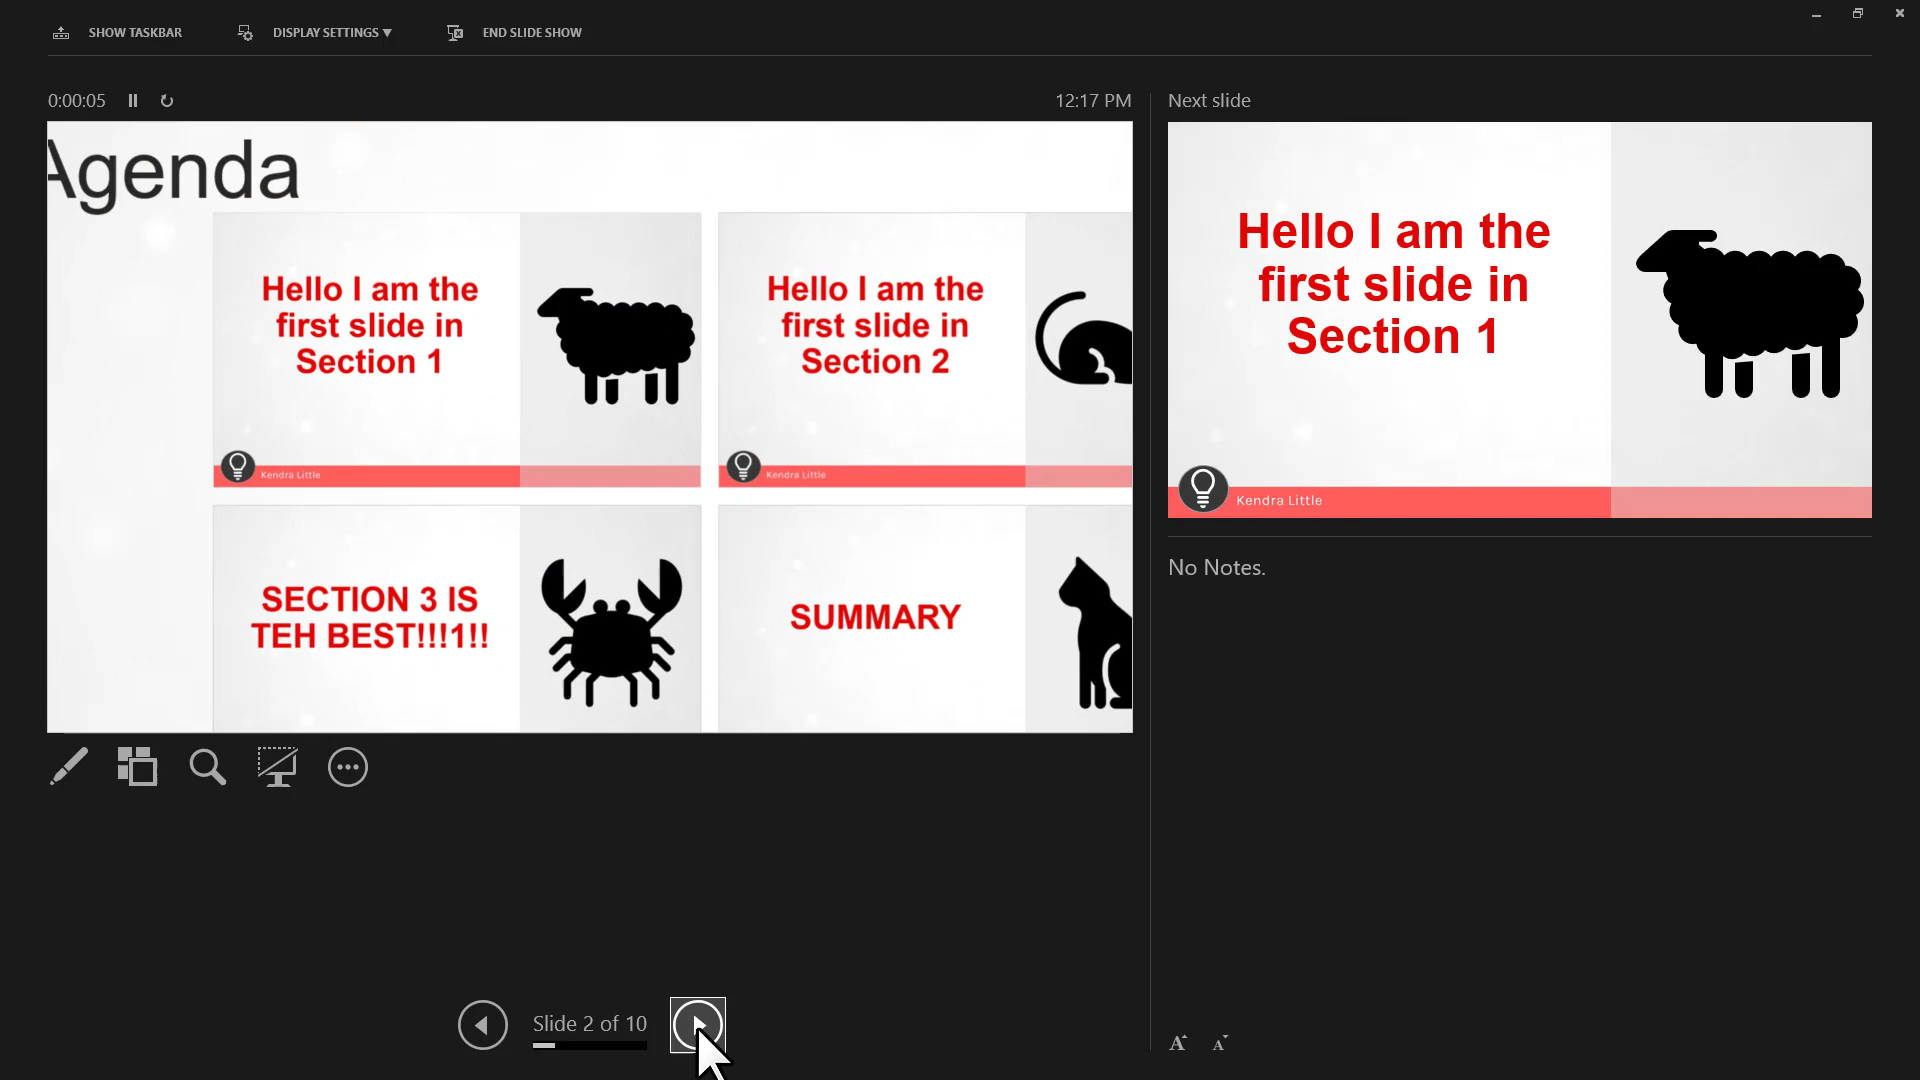 SHOW TASKBAR
DISPLAY SETTINGS ▼
END SLIDE SHOW
0:00:05
12:17 PM
Next slide
Agenda
Hello I am the
first slide in
Section 1
Kendra Little
Hello I am the
first slide in
Section 2
Kendra Little
SECTION 3 IS
TEH BEST!!!1!!
SUMMARY
Hello I am the
first slide in
Section 1
Kendra Little
No Notes.
Slide 2 of 10
A
A